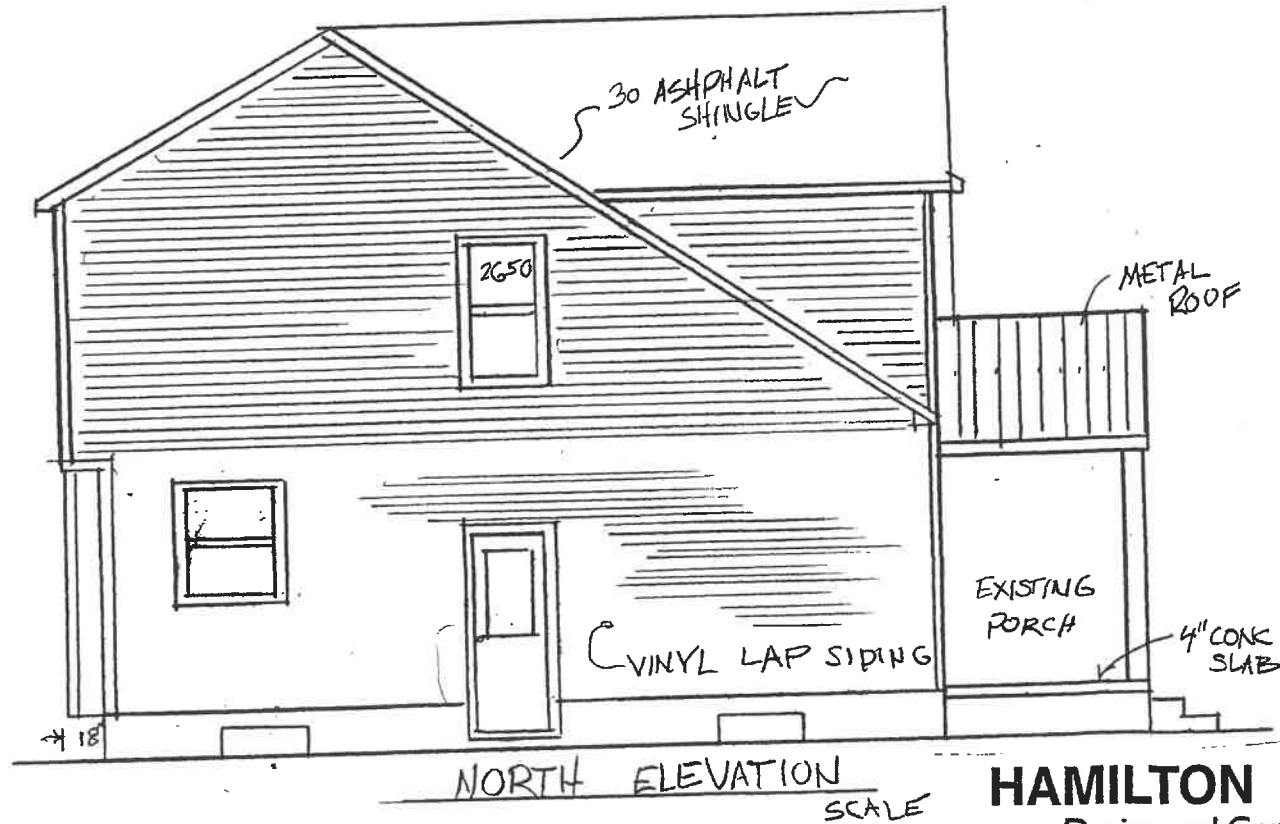 30 ASHPHALT
SHINGLE
2650
METAL
ROOF
EXISTING
PORCH
4" CONC
SLAB
VINYL LAP SIDING
18"
NORTH ELEVATION
SCALE
HAMILTON